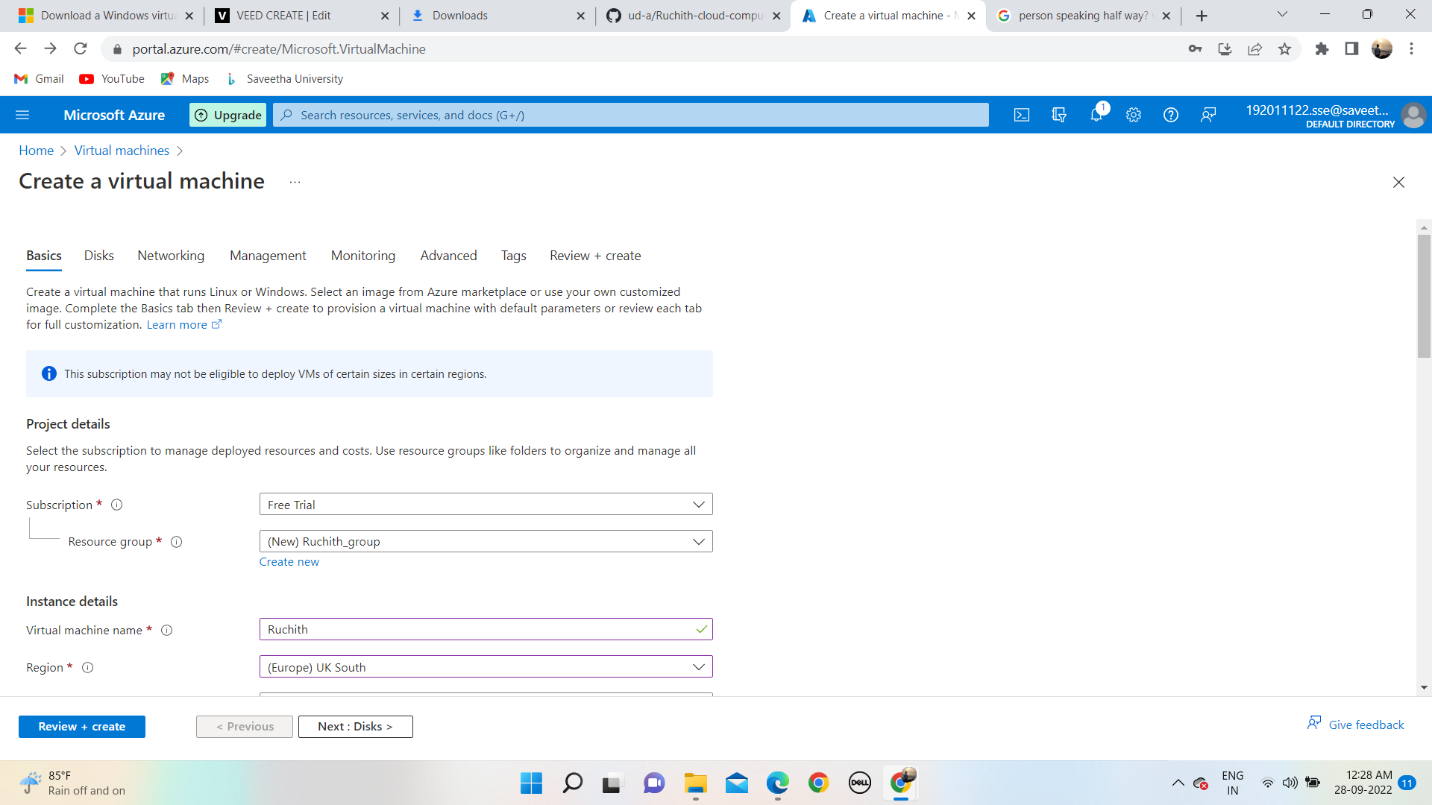 Download a Windows virtua
VEED CREATE | Edit
Downloads
ud-a/Ruchith-cloud-compu
Create a virtual machine - M
person speaking half way?
portal.azure.com/#create/Microsoft.VirtualMachine
Gmail
YouTube
Maps
Saveetha University
Microsoft Azure
Upgrade
Search resources, services, and docs (G+/)
1
192011122.sse@saveet...
DEFAULT DIRECTORY
Home > Virtual machines >
Create a virtual machine ...
Basics Disks Networking Management Monitoring Advanced Tags Review + create
Create a virtual machine that runs Linux or Windows. Select an image from Azure marketplace or use your own customized
image. Complete the Basics tab then Review + create to provision a virtual machine with default parameters or review each tab
for full customization. Learn more
This subscription may not be eligible to deploy VMs of certain sizes in certain regions.
Project details
Select the subscription to manage deployed resources and costs. Use resource groups like folders to organize and manage all
your resources.
Subscription * Free Trial
Resource group * (New) Ruchith_group
Create new
Instance details
Virtual machine name * Ruchith
Region * (Europe) UK South
Review + create
< Previous
Next : Disks >
Give feedback
85°F
Rain off and on
DELL
ENG
IN
12:28 AM
28-09-2022
11